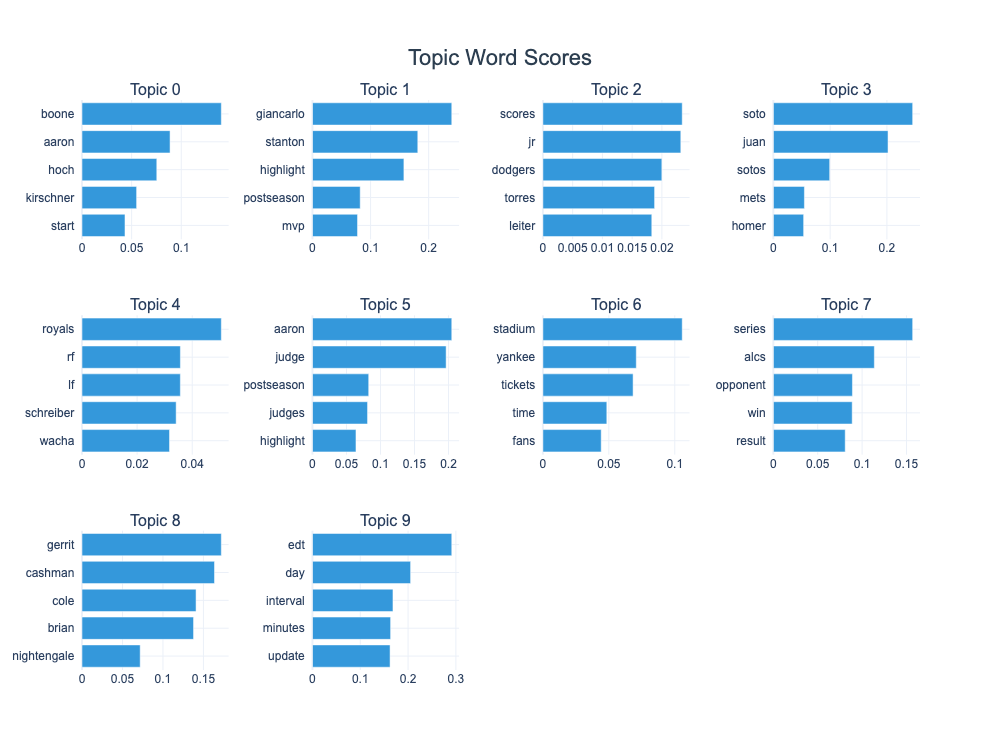 Topic Word Scores
Topic 0
boone
aaron
hoch
kirschner
start
0 0.05 0.1
Topic 1
giancarlo
stanton
highlight
postseason
mvp
0 0.1 0.2
Topic 2
scores
jr
dodgers
torres
leiter
0 0.005 0.01 0.015 0.02
Topic 3
soto
juan
sotos
mets
homer
0 0.1 0.2
Topic 4
royals
rf
lf
schreiber
wacha
0 0.02 0.04
Topic 5
aaron
judge
postseason
judges
highlight
0 0.05 0.1 0.15 0.2
Topic 6
stadium
yankee
tickets
time
fans
0 0.05 0.1
Topic 7
series
alcs
opponent
win
result
0 0.05 0.1 0.15
Topic 8
gerrit
cashman
cole
brian
nightengale
0 0.05 0.1 0.15
Topic 9
edt
day
interval
minutes
update
0 0.1 0.2 0.3